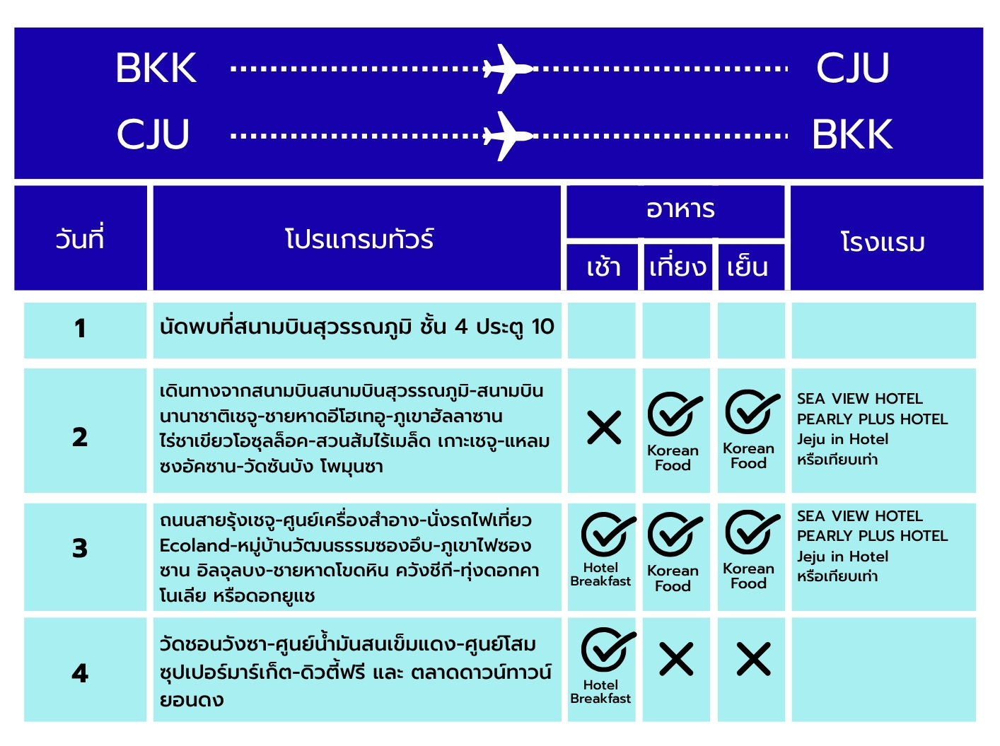 BKK CJU
CJU BKK
วันที่
โปรแกรมทัวร์
อาหาร
เช้า เที่ยง เย็น
โรงแรม
1
นัดพบที่สนามบินสุวรรณภูมิ ชั้น 4 ประตู 10
2
เดินทางจากสนามบินสนามบินสุวรรณภูมิ-สนามบิน
นานาชาติเชจู-ชายหาดอีโฮเทอู-ภูเขาฮัลลาซาน
ไร่ชาเขียวโอซุลล็อค-สวนส้มไร้เมล็ด เกาะเชจู-แหลม
ซงอัคซาน-วัดซันบัง โพมุนซา
Korean
Food
Korean
Food
SEA VIEW HOTEL
PEARLY PLUS HOTEL
Jeju in Hotel
หรือเทียบเท่า
3
ถนนสายรุ้งเชจู-ศูนย์เครื่องสำอาง-นั่งรถไฟเที่ยว
Ecoland-หมู่บ้านวัฒนธรรมซองอึบ-ภูเขาไฟซอง
ซาน อิลจุลบง-ชายหาดโขดหิน ควังชีกี-ทุ่งดอกคา
โนเลีย หรือดอกยูแช
Hotel
Breakfast
Korean
Food
Korean
Food
SEA VIEW HOTEL
PEARLY PLUS HOTEL
Jeju in Hotel
หรือเทียบเท่า
4
วัดชอนวังซา-ศูนย์น้ำมันสนเข็มแดง-ศูนย์โสม
ซุปเปอร์มาร์เก็ต-ดิวตี้ฟรี และ ตลาดดาวน์ทาวน์
ยอนดง
Hotel
Breakfast